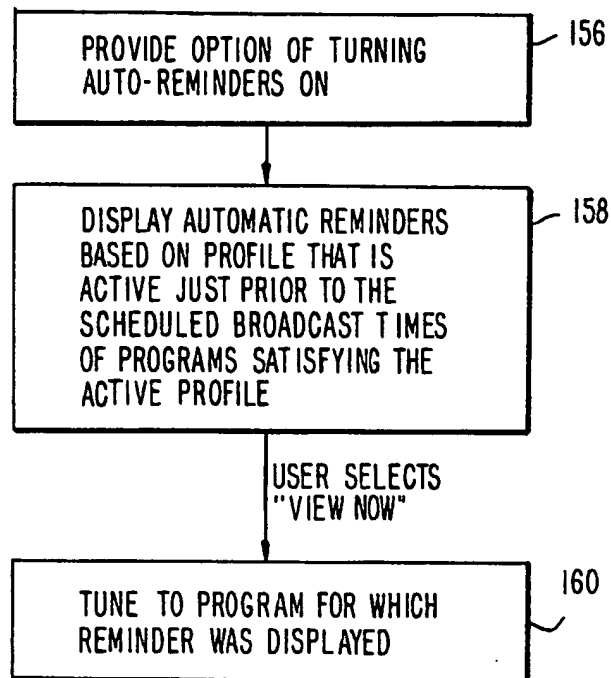 PROVIDE OPTION OF TURNING
AUTO-REMINDERS ON
156
DISPLAY AUTOMATIC REMINDERS
BASED ON PROFILE THAT IS
ACTIVE JUST PRIOR TO THE
SCHEDULED BROADCAST TIMES
OF PROGRAMS SATISFYING THE
ACTIVE PROFILE
158
USER SELECTS
"VIEW NOW"
TUNE TO PROGRAM FOR WHICH
REMINDER WAS DISPLAYED
160